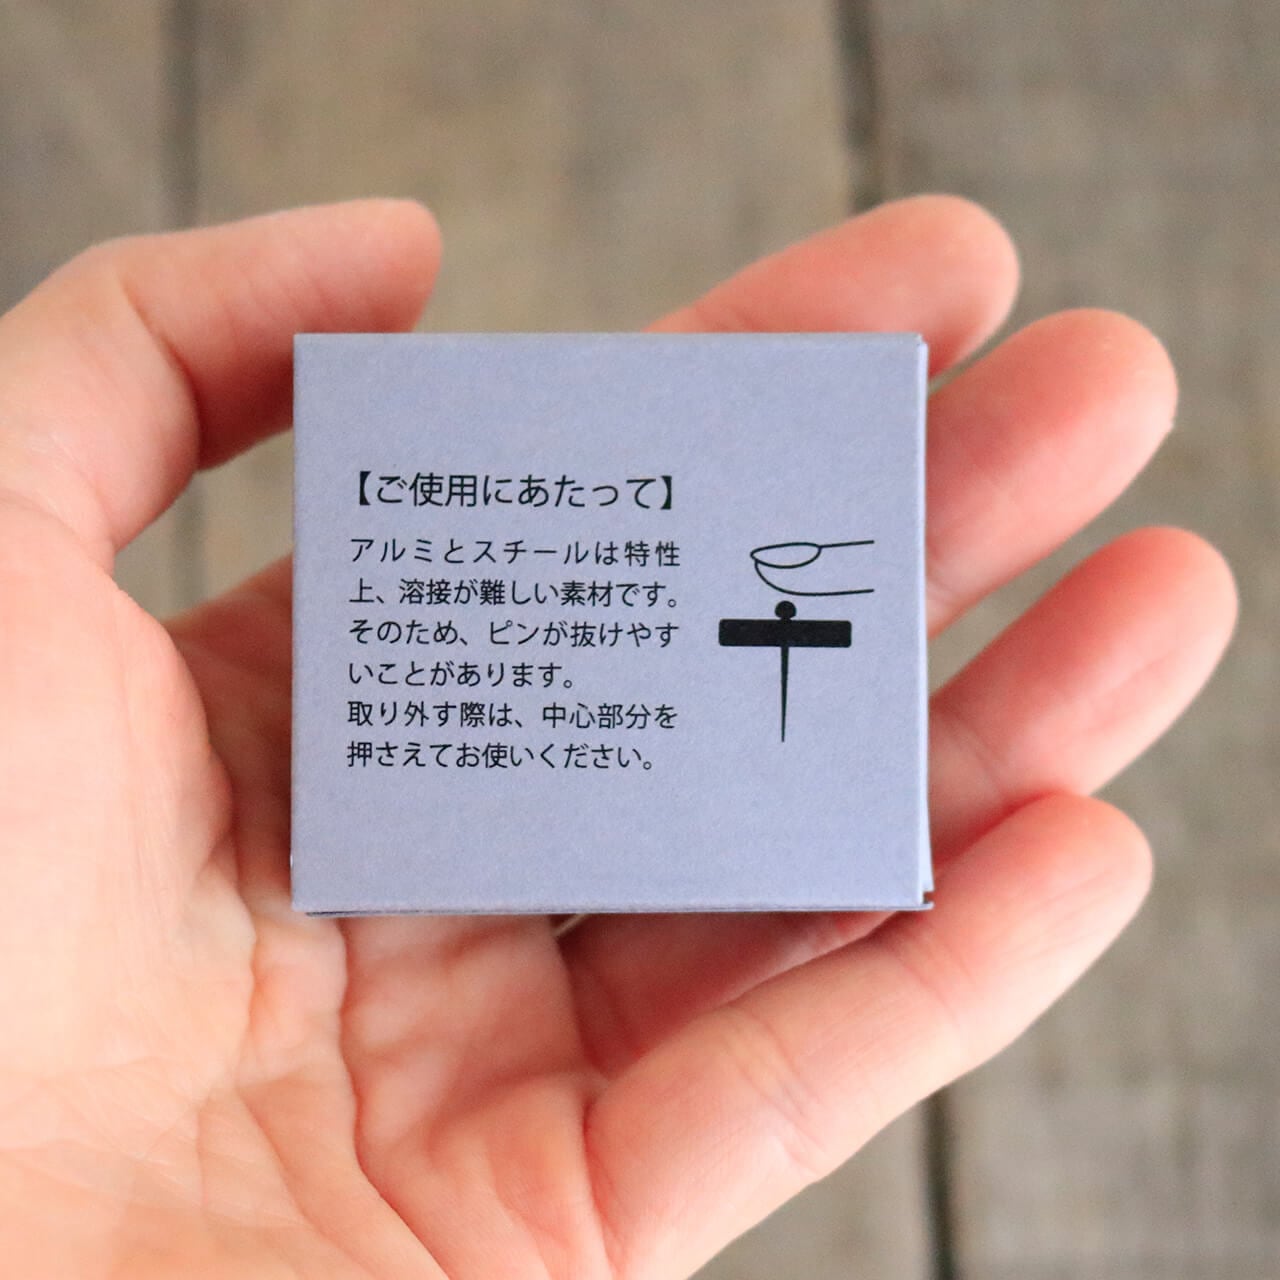 【ご使用にあたって】
アルミとスチールは特性
上、溶接が難しい素材です。
そのため、ピンが抜けやす
いことがあります。
取り外す際は、中心部分を
押さえてお使いください。